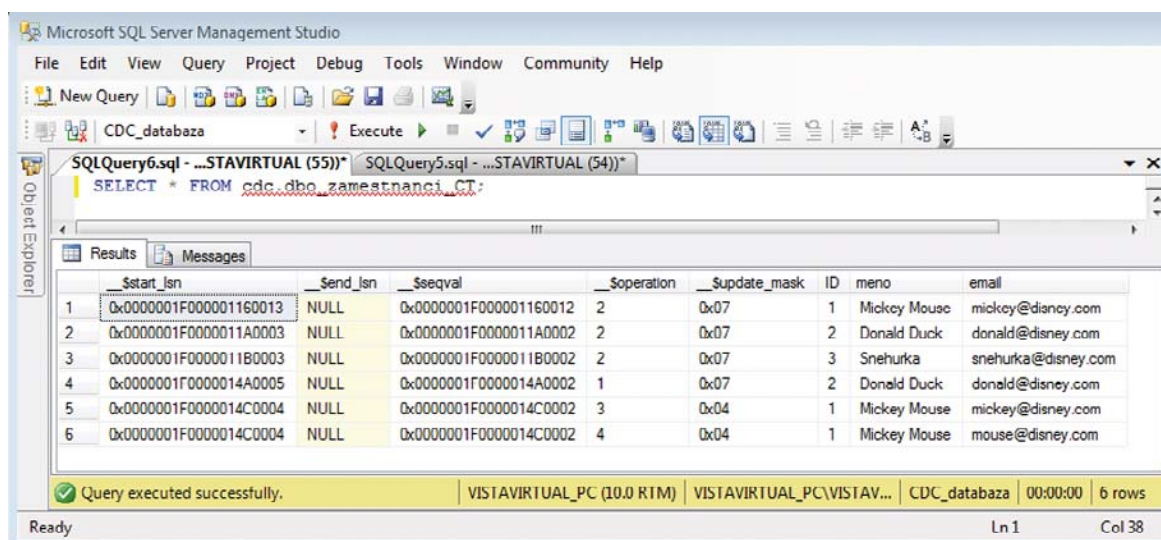 Microsoft SQL Server Management Studio
File Edit View Query Project Debug Tools Window Community Help
New Query
CDC_databaza Execute
SQLQuery6.sql - ...STAVIRTUAL (55))* SQLQuery5.sql - ...STAVIRTUAL (54))*
Object Explorer
SELECT * FROM cdc.dbo_zamestnanci_CT;
Results Messages
__$start_lsn __$end_lsn __$seqval __$operation __$update_mask ID meno email
1 0x0000001F000001160013 NULL 0x0000001F000001160012 2 0x07 1 Mickey Mouse mickey@disney.com
2 0x0000001F0000011A0003 NULL 0x0000001F0000011A0002 2 0x07 2 Donald Duck donald@disney.com
3 0x0000001F0000011B0003 NULL 0x0000001F0000011B0002 2 0x07 3 Snehurka snehurka@disney.com
4 0x0000001F0000014A0005 NULL 0x0000001F0000014A0002 1 0x07 2 Donald Duck donald@disney.com
5 0x0000001F0000014C0004 NULL 0x0000001F0000014C0002 3 0x04 1 Mickey Mouse mickey@disney.com
6 0x0000001F0000014C0004 NULL 0x0000001F0000014C0002 4 0x04 1 Mickey Mouse mouse@disney.com
Query executed successfully. VISTAVIRTUAL_PC (10.0 RTM) VISTAVIRTUAL_PC\VISTAV... CDC_databaza 00:00:00 6 rows
Ready Ln 1 Col 38